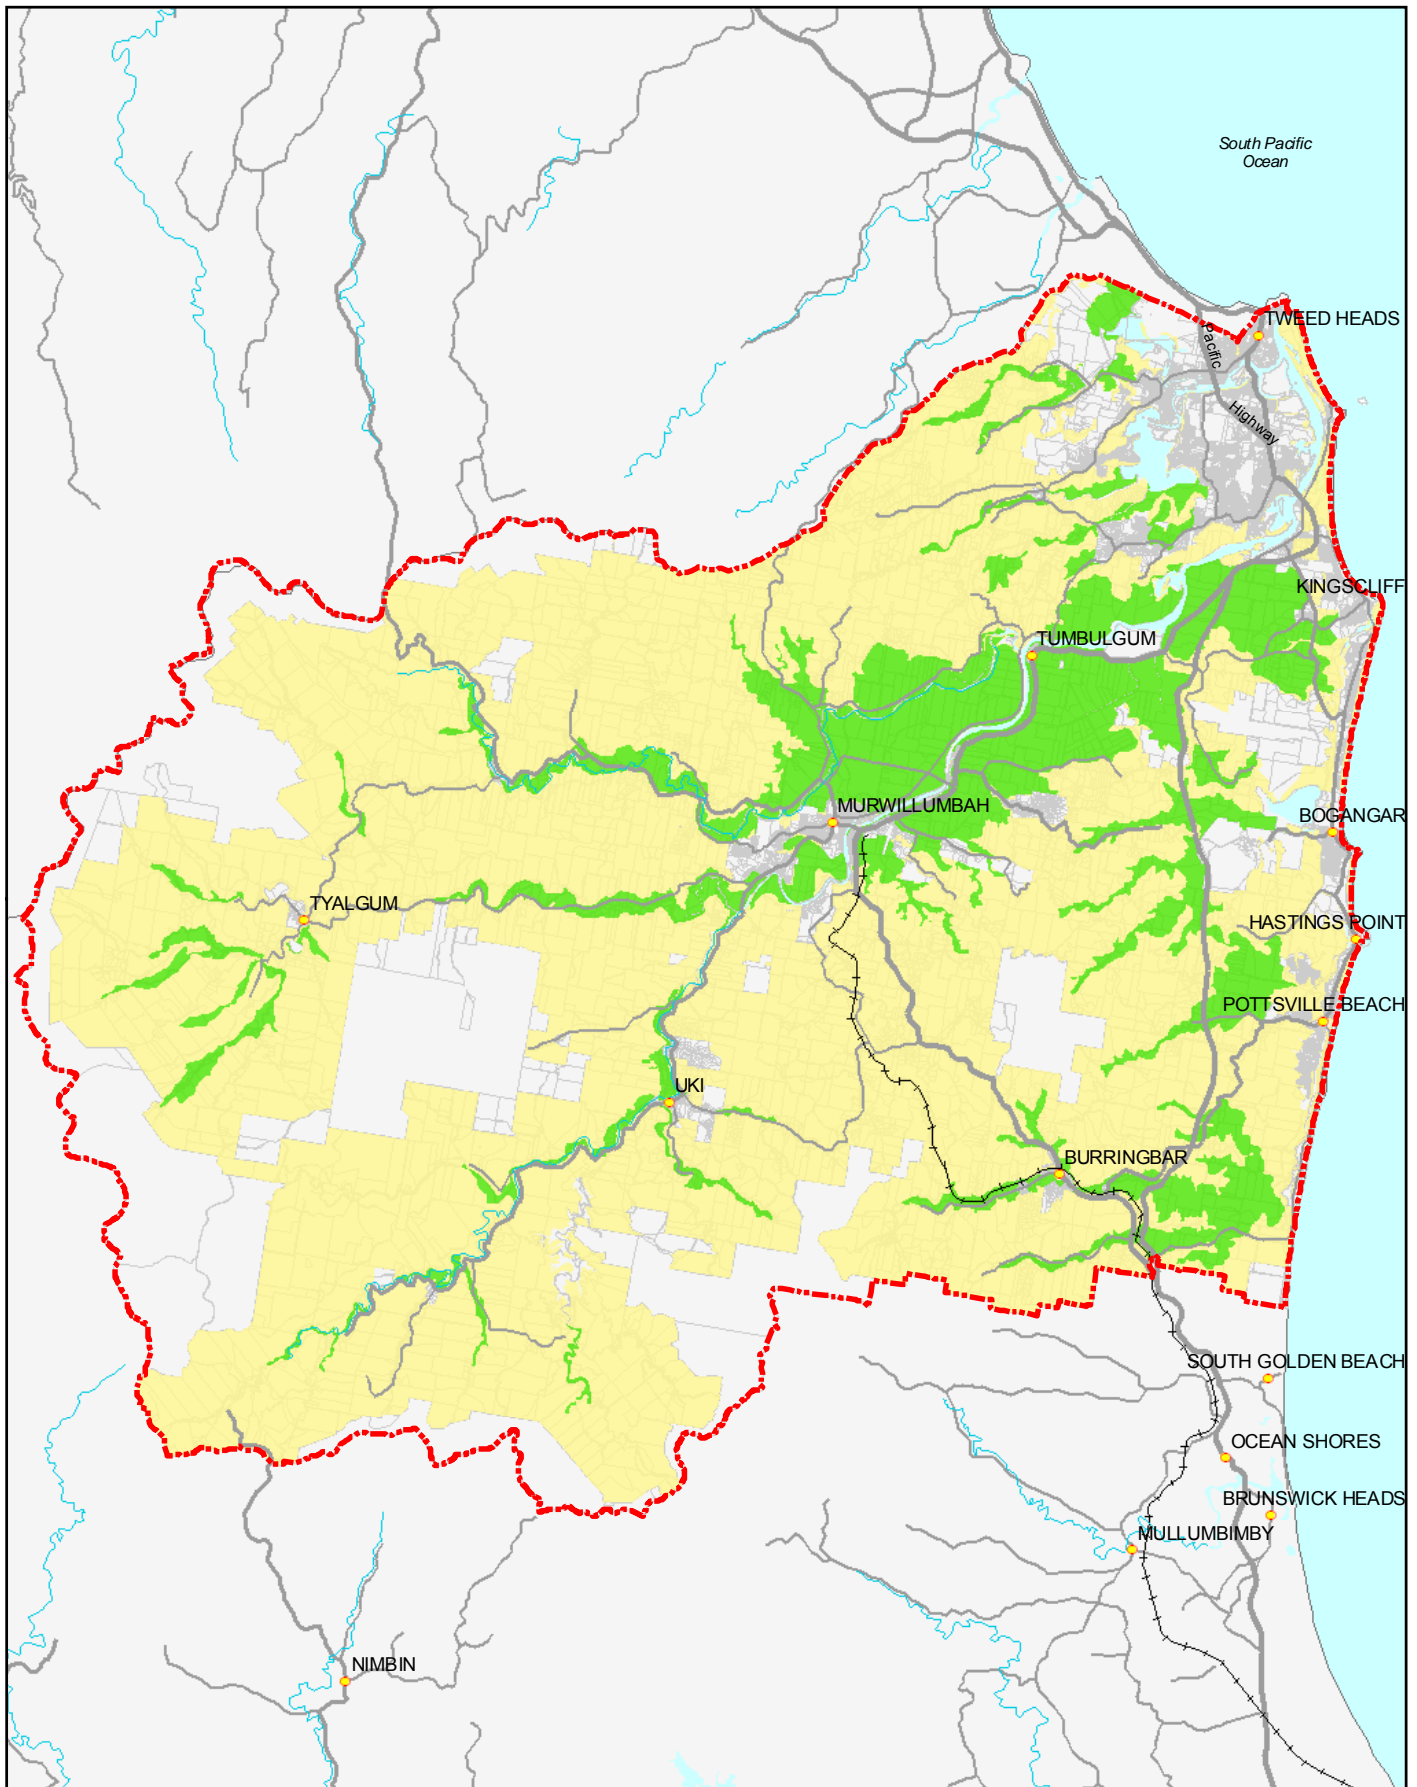 South Pacific
Ocean
TWEED HEADS
Pacific
Highway
KINGSCLIFF
TUMBULGUM
MURWILLUMBAH
BOGANGAR
TYALGUM
HASTINGS POINT
POTTSVILLE BEACH
UKI
BURRINGBAR
SOUTH GOLDEN BEACH
OCEAN SHORES
BRUNSWICK HEADS
MULLUMBIMBY
NIMBIN